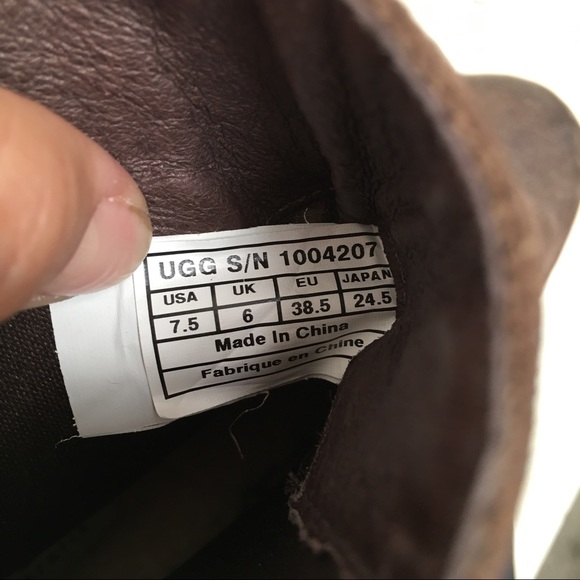 UGG S/N 1004207
USA UK EU JAPAN
7.5 6 38.5 24.5
Made In China
Fabrique en Chine